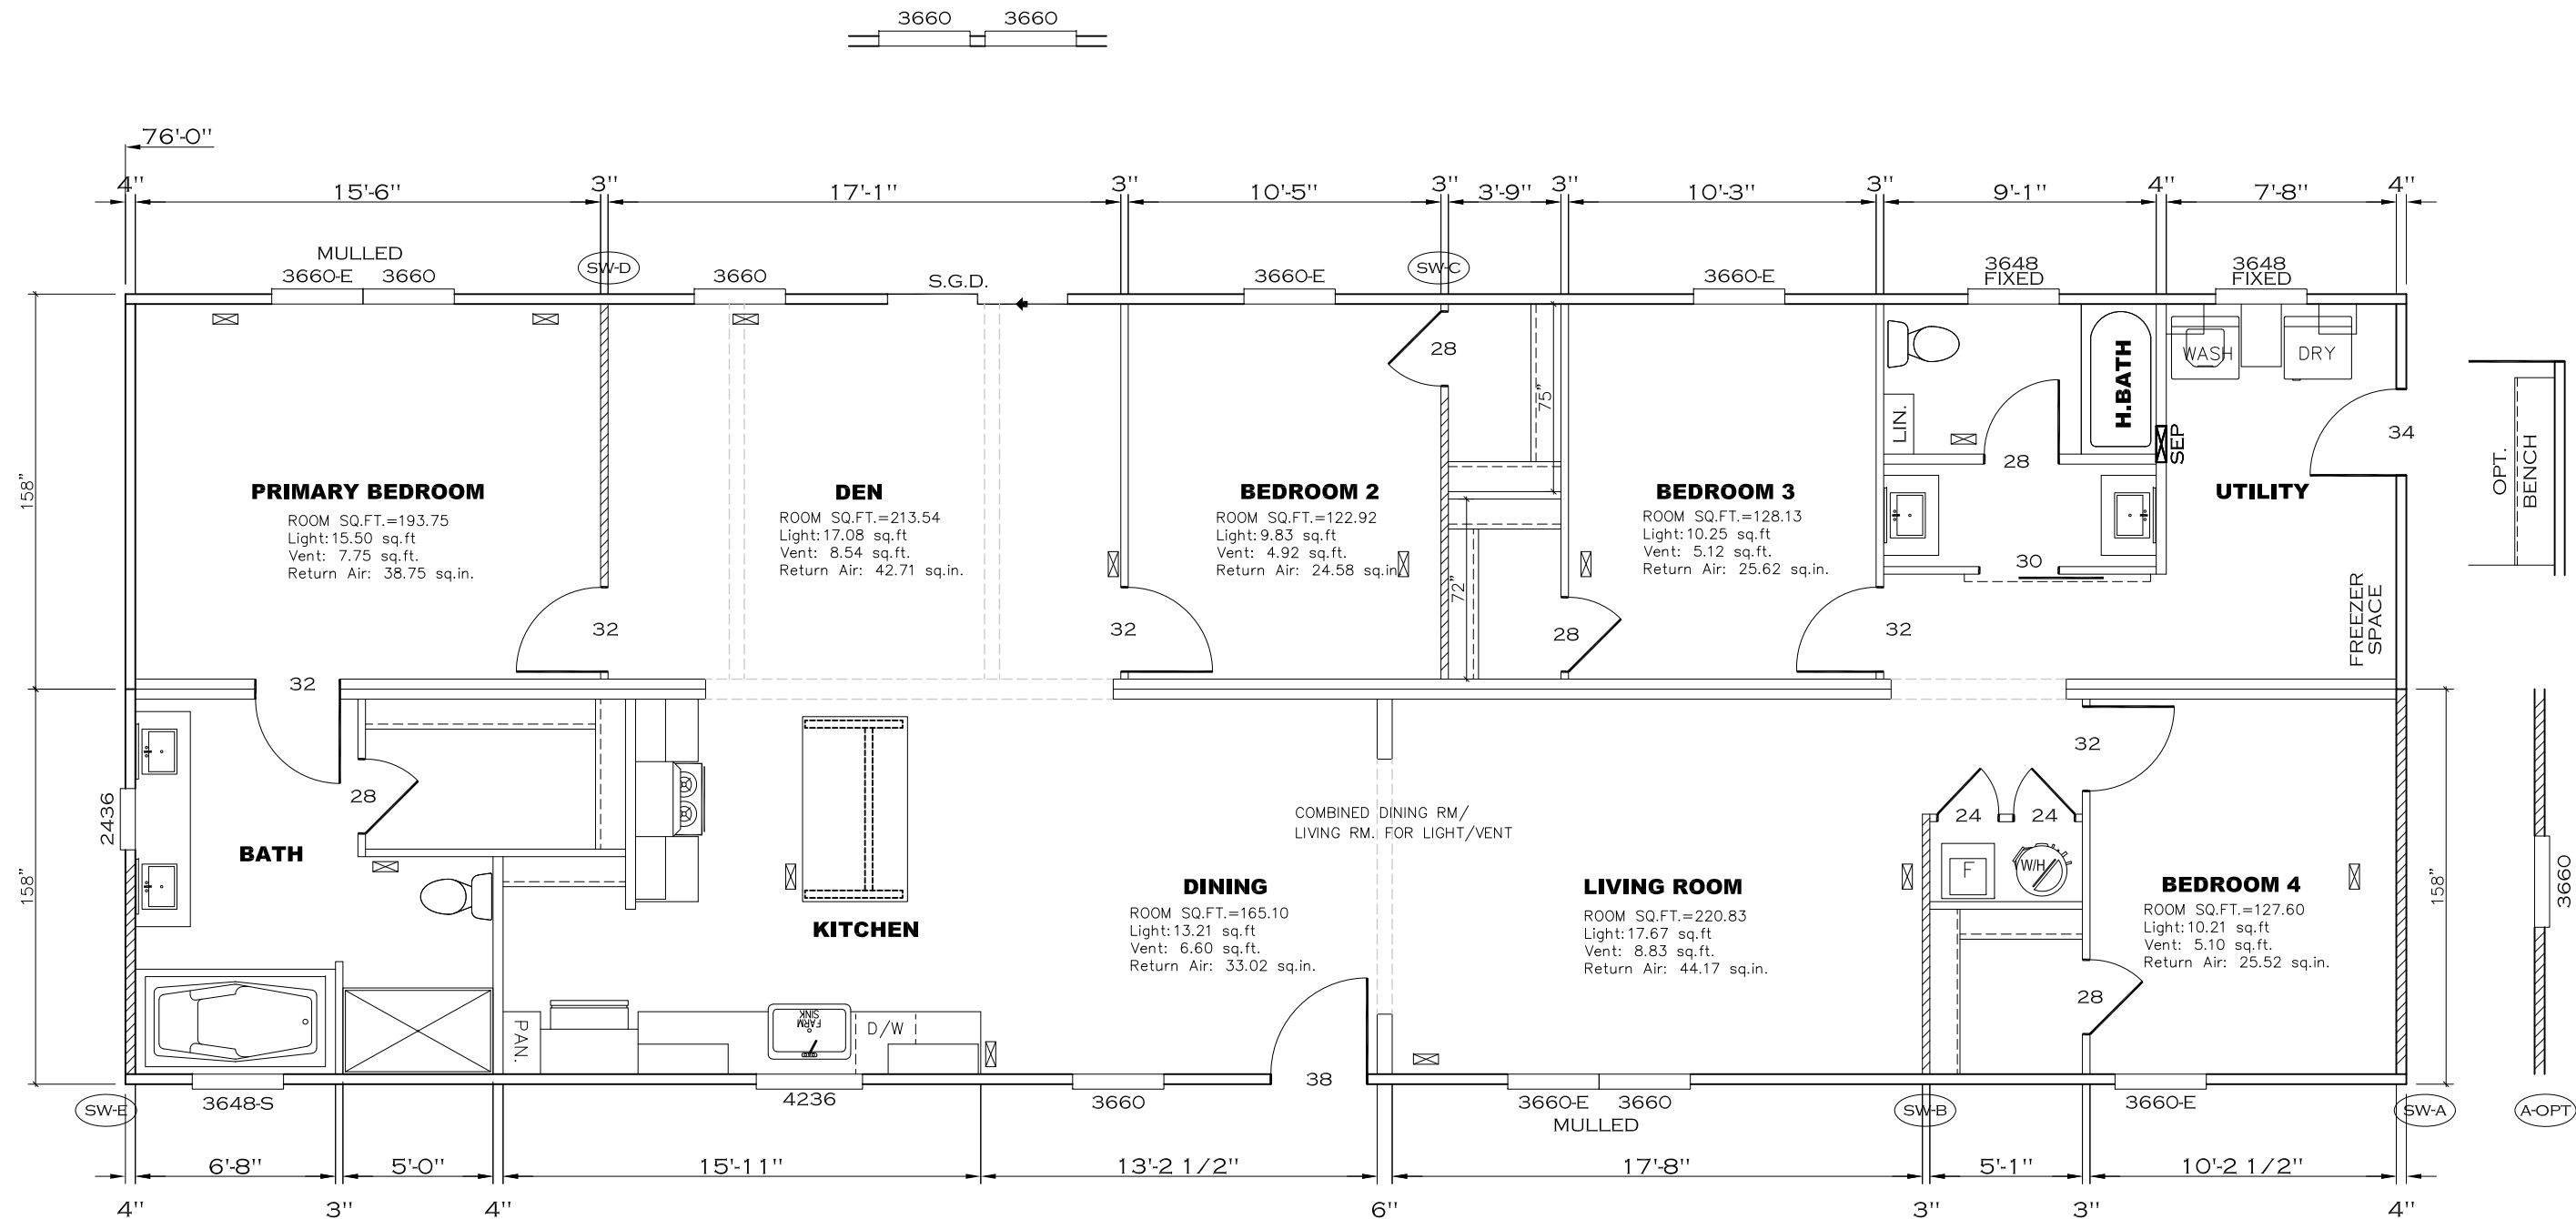 3660 3660
76'-0"
4" 15'-6" 3" 17'-1" 3" 10'-5" 3" 3'-9" 3" 10'-3" 3" 9'-1" 4" 7'-8" 4"
MULLED
3660-E 3660
SW-D
3660
S.G.D.
3660-E
SW-C
3660-E
3648
FIXED
3648
FIXED
158"
PRIMARY BEDROOM
ROOM SQ.FT.=193.75
Light:15.50 sq.ft
Vent: 7.75 sq.ft.
Return Air: 38.75 sq.in.
32
32
DEN
ROOM SQ.FT.=213.54
Light:17.08 sq.ft
Vent: 8.54 sq.ft.
Return Air: 42.71 sq.in.
32
BEDROOM 2
ROOM SQ.FT.=122.92
Light:9.83 sq.ft
Vent: 4.92 sq.ft.
Return Air: 24.58 sq.in
28
75"
72"
28
BEDROOM 3
ROOM SQ.FT.=128.13
Light:10.25 sq.ft
Vent: 5.12 sq.ft.
Return Air: 25.62 sq.in.
32
LIN.
28
30
H.BATH
SEP
WASH
DRY
UTILITY
34
FREEZER
SPACE
OPT.
BENCH
158"
2436
BATH
28
KITCHEN
PAN.
FARM
SINK
D/W
DINING
ROOM SQ.FT.=165.10
Light:13.21 sq.ft
Vent: 6.60 sq.ft.
Return Air: 33.02 sq.in.
COMBINED DINING RM/
LIVING RM. FOR LIGHT/VENT
38
LIVING ROOM
ROOM SQ.FT.=220.83
Light:17.67 sq.ft
Vent: 8.83 sq.ft.
Return Air: 44.17 sq.in.
24 24
F
W/H
32
BEDROOM 4
ROOM SQ.FT.=127.60
Light:10.21 sq.ft
Vent: 5.10 sq.ft.
Return Air: 25.52 sq.in.
28
158"
3660
SW-E
3648-S
4236
3660
3660-E 3660
MULLED
SW-B
3660-E
SW-A
A-OPT
6'-8" 5'-0" 15'-11" 13'-2 1/2" 17'-8" 5'-1" 10'-2 1/2"
4" 3" 4" 6" 3" 3" 4"